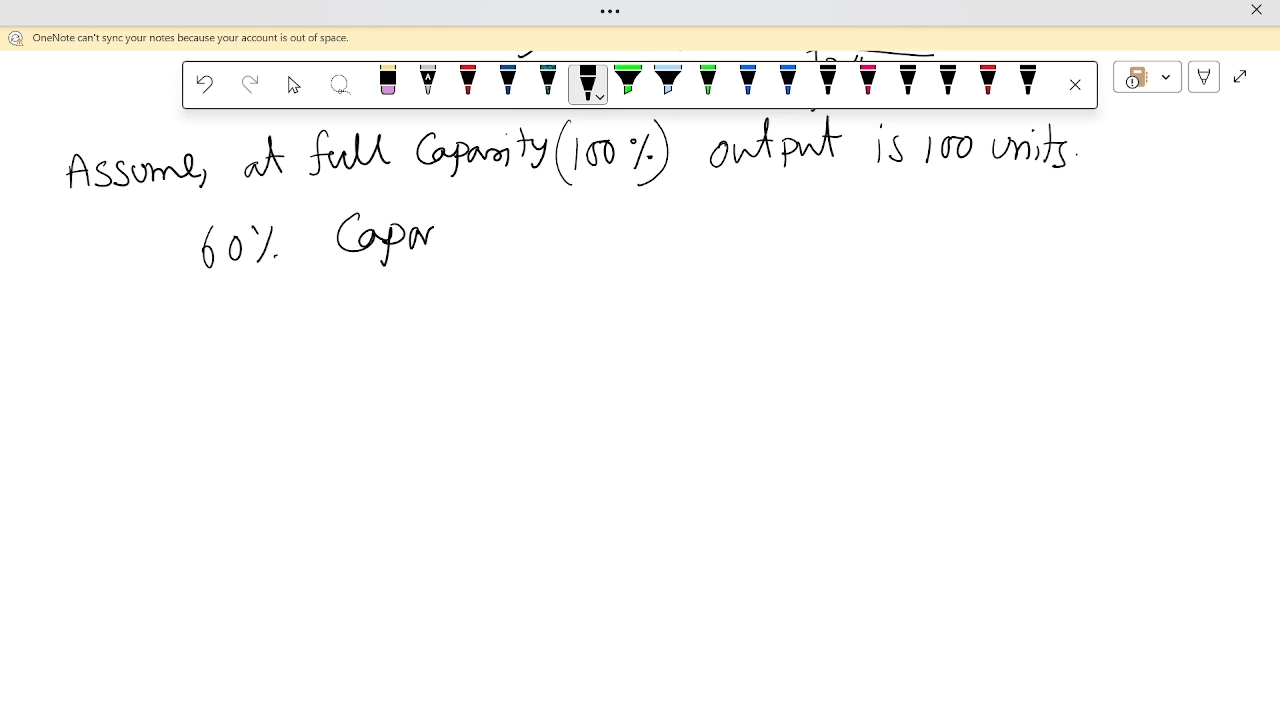 OneNote can't sync your notes because your account is out of space.
Assume, at full Capacity (100%) output is 100 units.
60% Capac